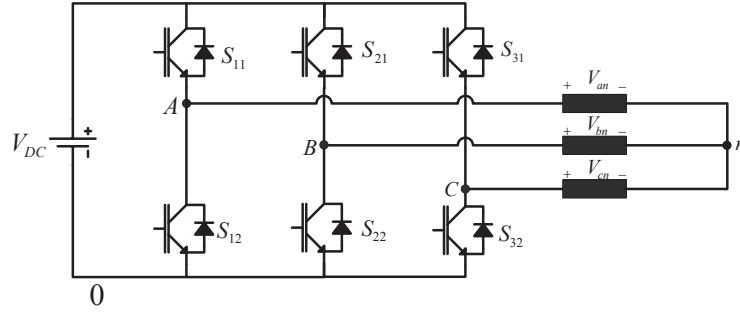 S11
S21
S31
A
+ Van −
VDC
+
B
+ Vbn −
n
C
+ Vcn −
S12
S22
S32
0